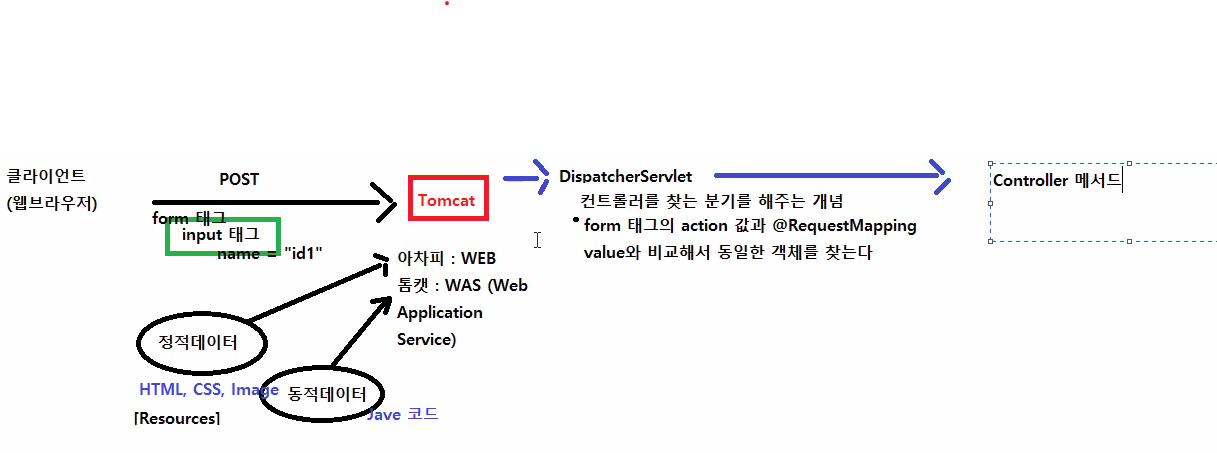 클라이언트
(웹브라우저)
POST
form 태그
input 태그
name = "id1"
Tomcat
아차피 : WEB
톰캣 : WAS (Web
Application
Service)
DispatcherServlet
컨트롤러를 찾는 분기를 해주는 개념
form 태그의 action 값과 @RequestMapping
value와 비교해서 동일한 객체를 찾는다
Controller 메서드
정적데이터
HTML, CSS, Image
[Resources]
동적데이터
Jave 코드